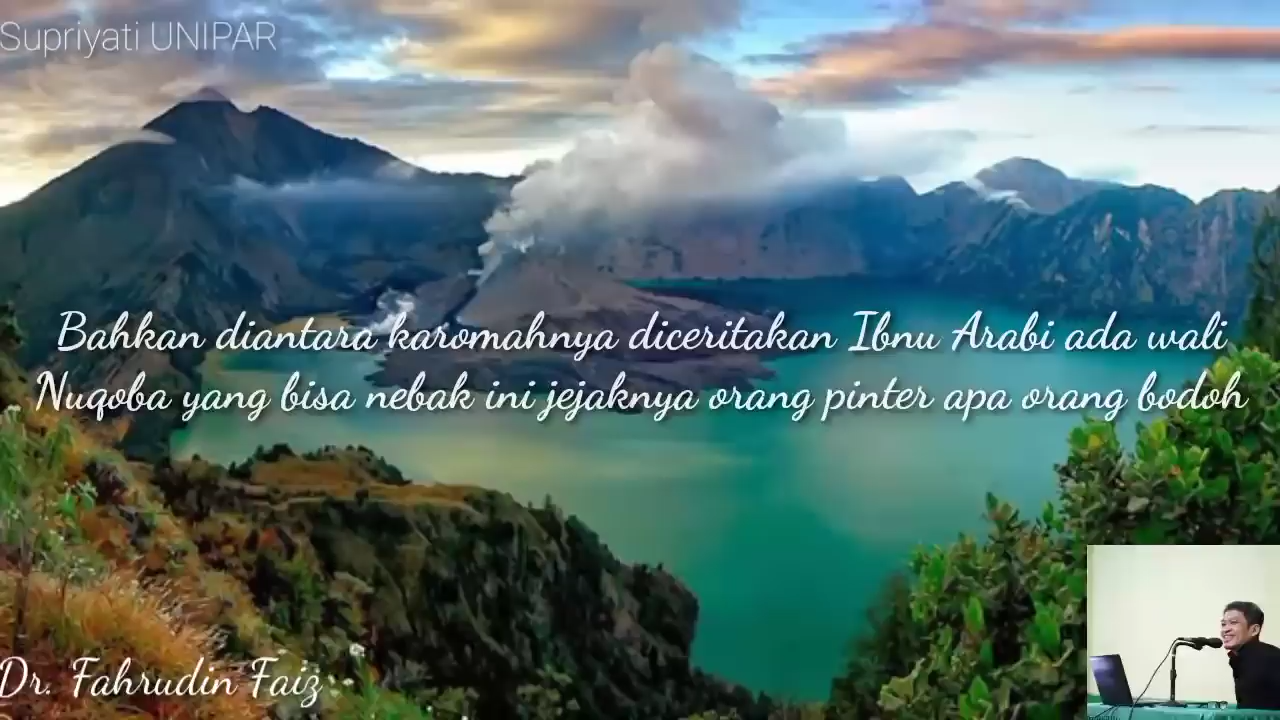 Supriyati UNIPAR
Bahkan diantara karomahnya diceritakan Ibnu Arabi ada wali
Nuqoba yang bisa nebak ini jejaknya orang pinter apa orang bodoh
Dr. Fahrudin Faiz